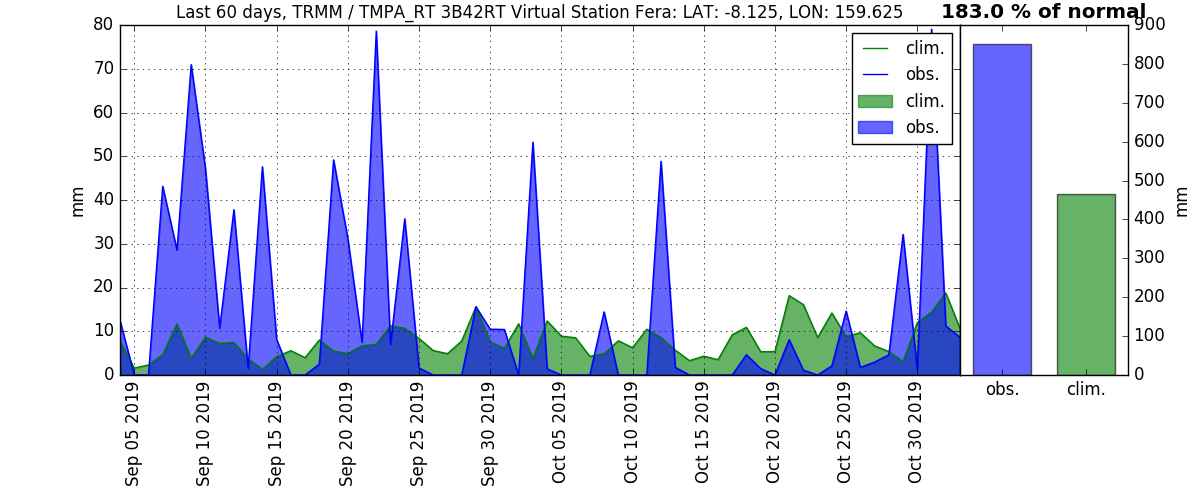 Last 60 days, TRMM / TMPA_RT 3B42RT Virtual Station Fera: LAT: -8.125, LON: 159.625
183.0 % of normal
80
70
60
50
40
30
20
10
0
mm
clim.
obs.
clim.
obs.
Sep 05 2019
Sep 10 2019
Sep 15 2019
Sep 20 2019
Sep 25 2019
Sep 30 2019
Oct 05 2019
Oct 10 2019
Oct 15 2019
Oct 20 2019
Oct 25 2019
Oct 30 2019
900
800
700
600
500
400
300
200
100
0
mm
obs.
clim.